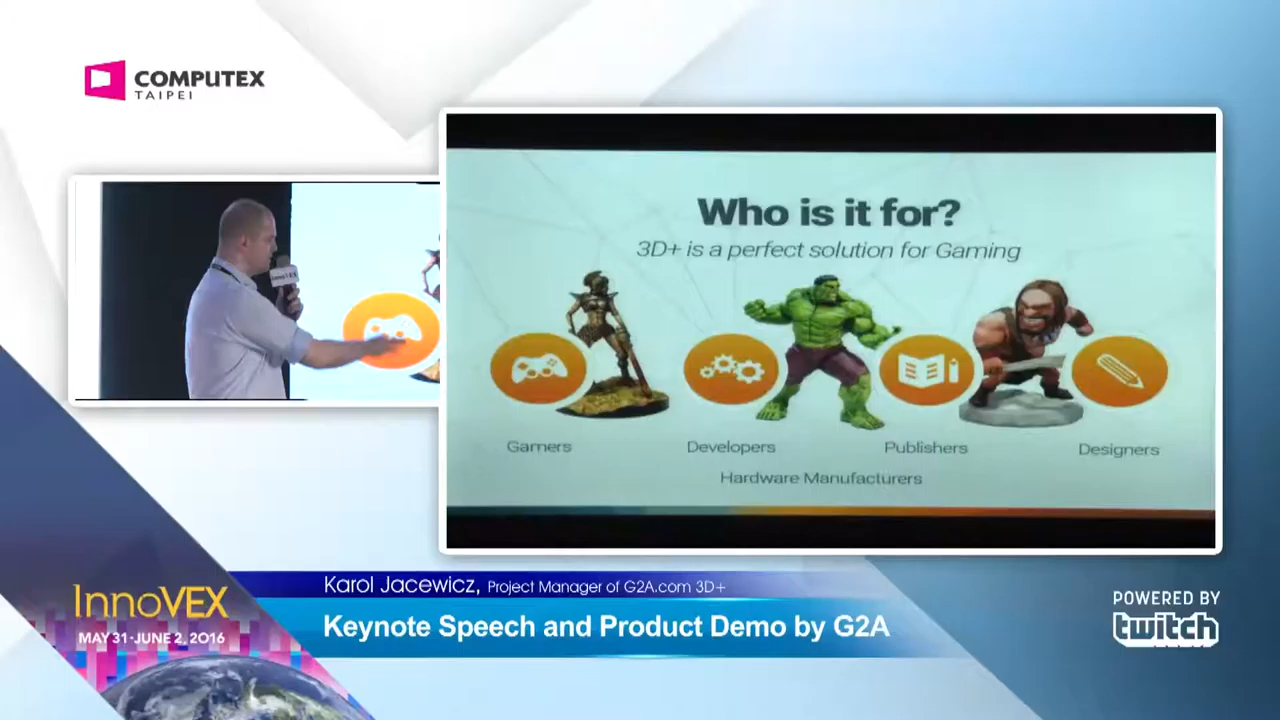 COMPUTEX
TAIPEI
Who is it for?
3D+ is a perfect solution for Gaming
Gamers
Developers
Publishers
Designers
Hardware Manufacturers
Karol Jacewicz, Project Manager of G2A.com 3D+
Keynote Speech and Product Demo by G2A
InnoVEX
MAY 31-JUNE 2, 2016
POWERED BY
twitch